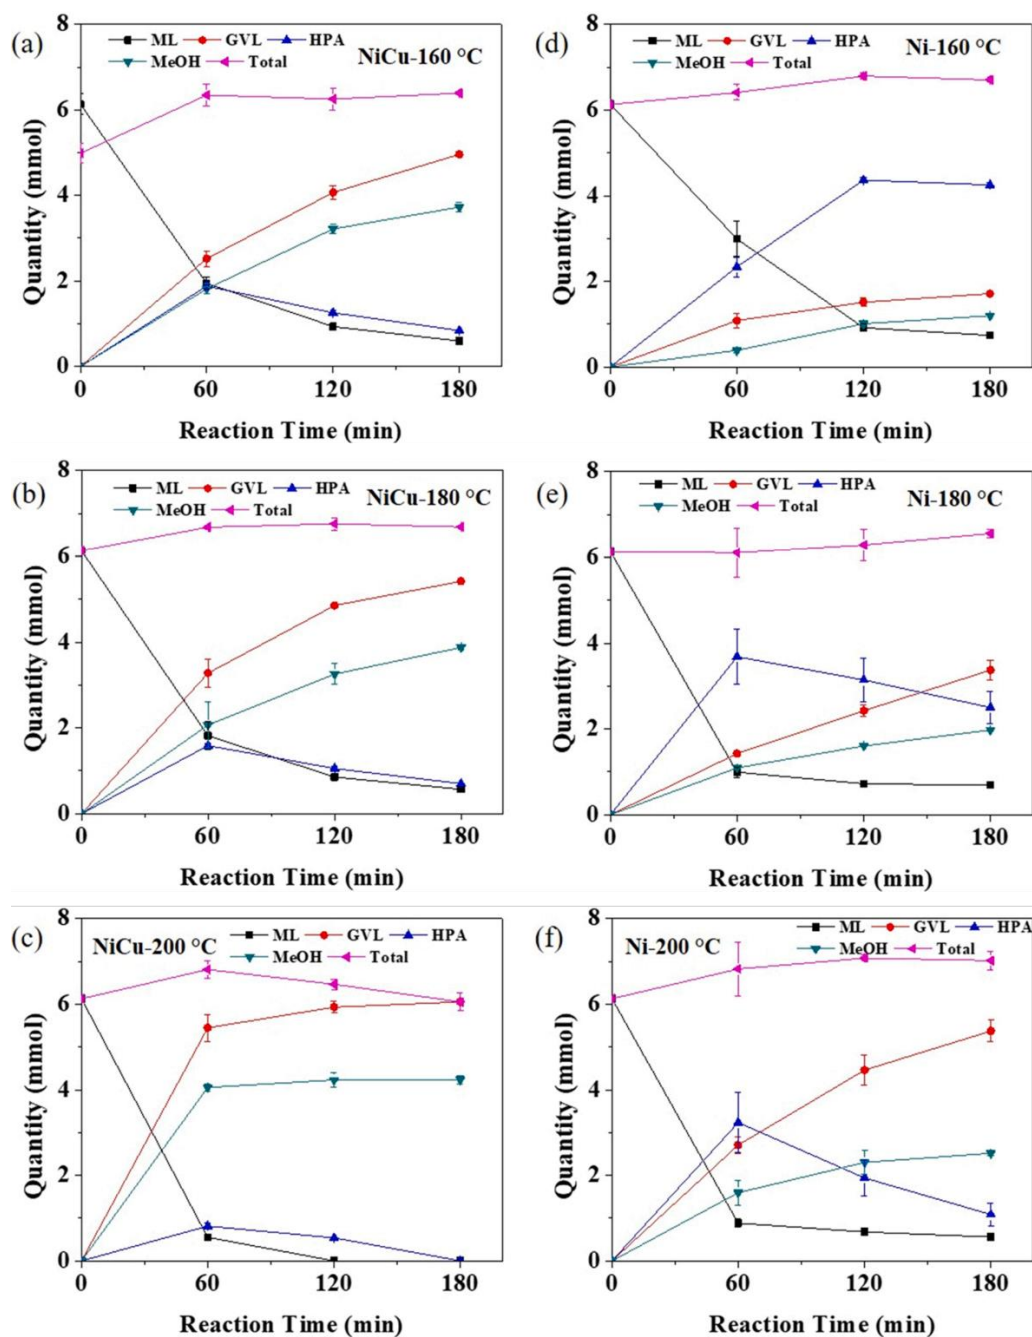 (a)
ML GVL HPA
MeOH Total
NiCu-160 °C
8
6
4
2
0
Quantity (mmol)
0 60 120 180
Reaction Time (min)
(d)
ML GVL HPA
MeOH Total
Ni-160 °C
8
6
4
2
0
Quantity (mmol)
0 60 120 180
Reaction Time (min)
(b)
ML GVL HPA
MeOH Total
NiCu-180 °C
8
6
4
2
0
Quantity (mmol)
0 60 120 180
Reaction Time (min)
(e)
ML GVL HPA
MeOH Total
Ni-180 °C
8
6
4
2
0
Quantity (mmol)
0 60 120 180
Reaction Time (min)
(c)
NiCu-200 °C
ML GVL HPA
MeOH Total
8
6
4
2
0
Quantity (mmol)
0 60 120 180
Reaction Time (min)
(f)
Ni-200 °C
ML GVL HPA
MeOH Total
8
6
4
2
0
Quantity (mmol)
0 60 120 180
Reaction Time (min)